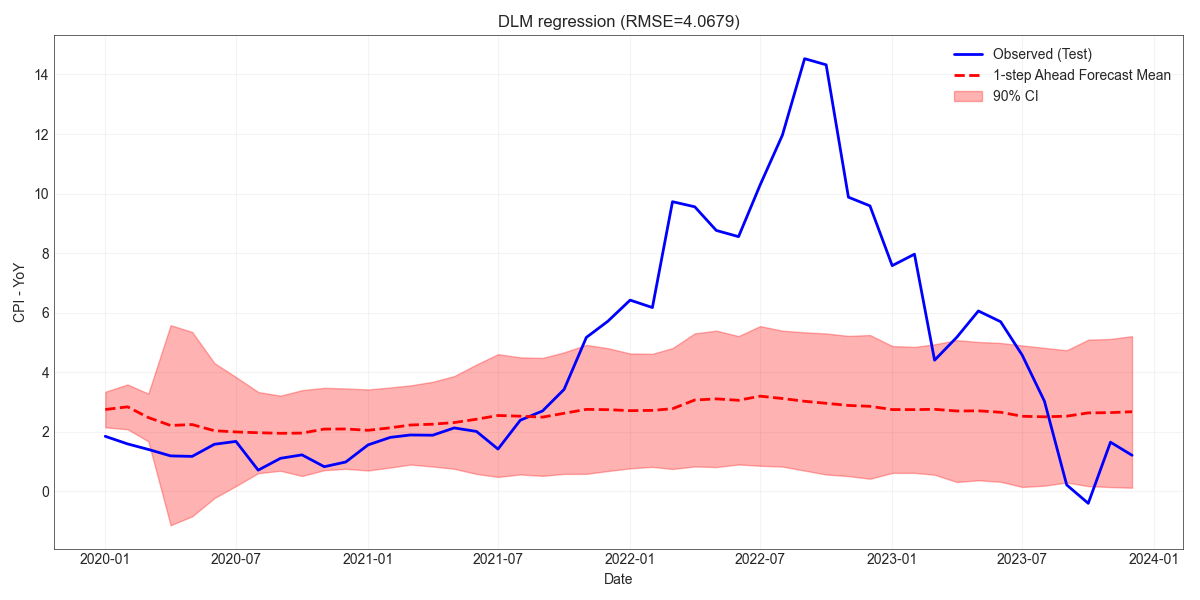 DLM regression (RMSE=4.0679)
Observed (Test)
1-step Ahead Forecast Mean
90% CI
CPI - YoY
14
12
10
8
6
4
2
0
2020-01
2020-07
2021-01
2021-07
2022-01
2022-07
2023-01
2023-07
2024-01
Date